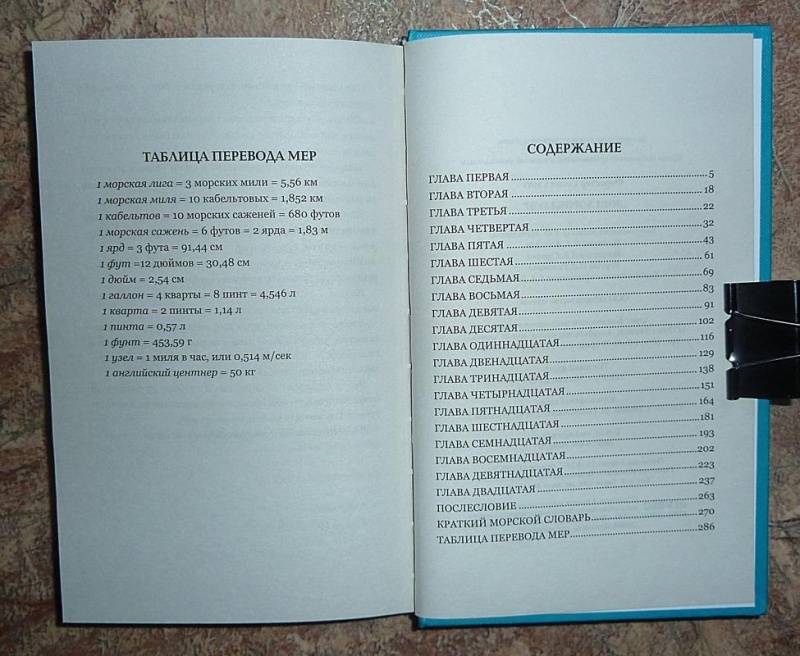 ТАБЛИЦА ПЕРЕВОДА МЕР
1 морская лига = 3 морских мили = 5,56 км
1 морская миля = 10 кабельтовых = 1,852 км
1 кабельтов = 10 морских саженей = 680 футов
1 морская сажень = 6 футов = 2 ярда = 1,83 м
1 ярд = 3 фута = 91,44 см
1 фут =12 дюймов = 30,48 см
1 дюйм = 2,54 см
1 галлон = 4 кварты = 8 пинт = 4,546 л
1 кварта = 2 пинты = 1,14 л
1 пинта = 0,57 л
1 фунт = 453,59 г
1 узел = 1 миля в час, или 0,514 м/сек
1 английский центнер = 50 кг
СОДЕРЖАНИЕ
ГЛАВА ПЕРВАЯ 5
ГЛАВА ВТОРАЯ 18
ГЛАВА ТРЕТЬЯ 22
ГЛАВА ЧЕТВЕРТАЯ 32
ГЛАВА ПЯТАЯ 43
ГЛАВА ШЕСТАЯ 61
ГЛАВА СЕДЬМАЯ 69
ГЛАВА ВОСЬМАЯ 83
ГЛАВА ДЕВЯТАЯ 91
ГЛАВА ДЕСЯТАЯ 102
ГЛАВА ОДИННАДЦАТАЯ 116
ГЛАВА ДВЕНАДЦАТАЯ 129
ГЛАВА ТРИНАДЦАТАЯ 138
ГЛАВА ЧЕТЫРНАДЦАТАЯ 151
ГЛАВА ПЯТНАДЦАТАЯ 164
ГЛАВА ШЕСТНАДЦАТАЯ 181
ГЛАВА СЕМНАДЦАТАЯ 193
ГЛАВА ВОСЕМНАДЦАТАЯ 202
ГЛАВА ДЕВЯТНАДЦАТАЯ 223
ГЛАВА ДВАДЦАТАЯ 237
ПОСЛЕСЛОВИЕ 263
КРАТКИЙ МОРСКОЙ СЛОВАРЬ 270
ТАБЛИЦА ПЕРЕВОДА МЕР 286